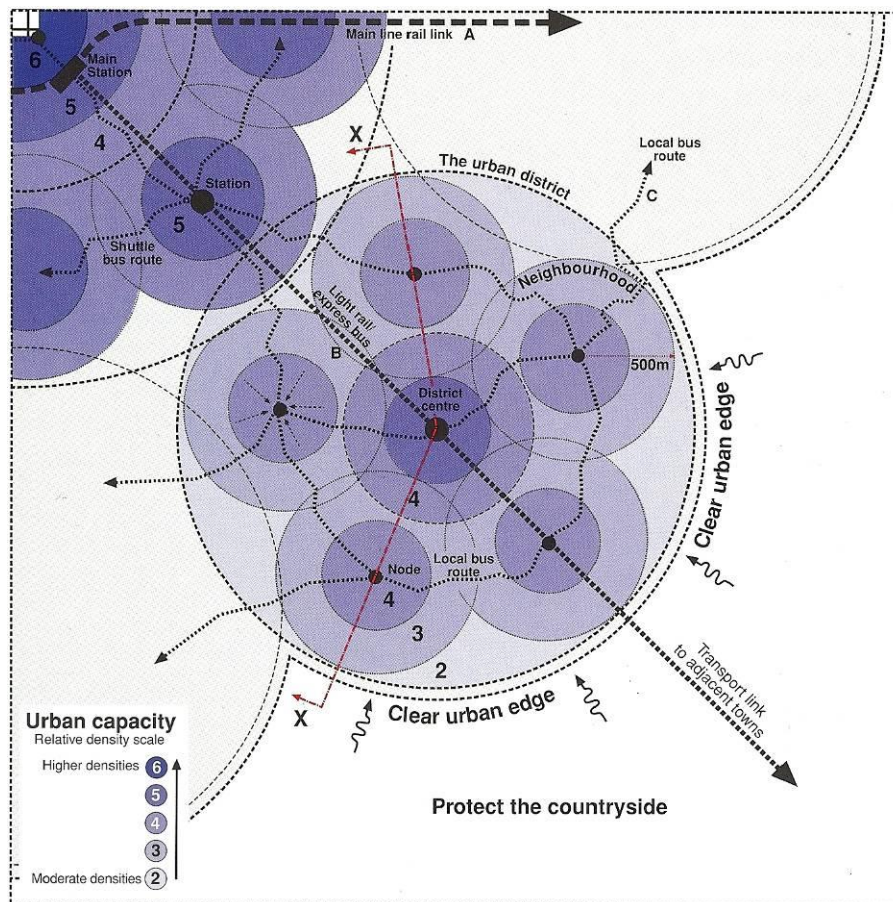 Main line rail link A
6
Main
Station
5
4
X
Local bus
route
The urban district
C
Station
5
Shuttle
bus route
Neighbourhood
Light rail/
express bus
B
500m
District
centre
Clear urban edge
4
Local bus
route
Node
4
3
2
X
Clear urban edge
Transport link
to adjacent towns
Protect the countryside
Urban capacity
Relative density scale
Higher densities 6
5
4
3
Moderate densities 2